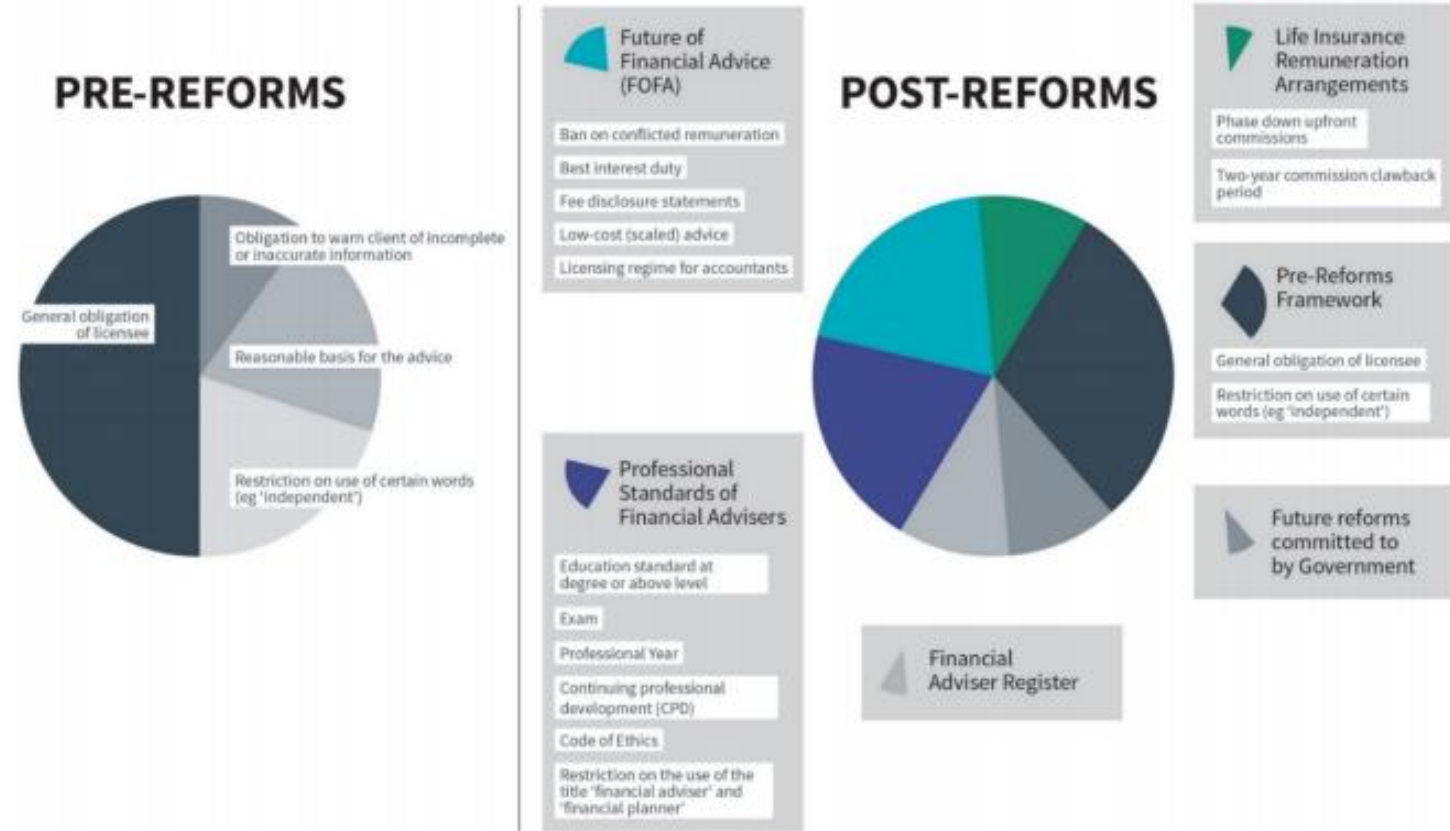 PRE-REFORMS
Obligation to warn client of incomplete
or inaccurate information
General obligation
of licensee
Reasonable basis for the advice
Restriction on use of certain words
(eg 'independent')
Future of
Financial Advice
(FOFA)
Ban on conflicted remuneration
Best interest duty
Fee disclosure statements
Low-cost (scaled) advice
Licensing regime for accountants
Professional
Standards of
Financial Advisers
Education standard at
degree or above level
Exam
Professional Year
Continuing professional
development (CPD)
Code of Ethics
Restriction on the use of the
title 'financial adviser' and
'financial planner'
POST-REFORMS
Financial
Adviser Register
Life Insurance
Remuneration
Arrangements
Phase down upfront
commissions
Two-year commission clawback
period
Pre-Reforms
Framework
General obligation of licensee
Restriction on use of certain
words (eg 'independent')
Future reforms
committed to
by Government